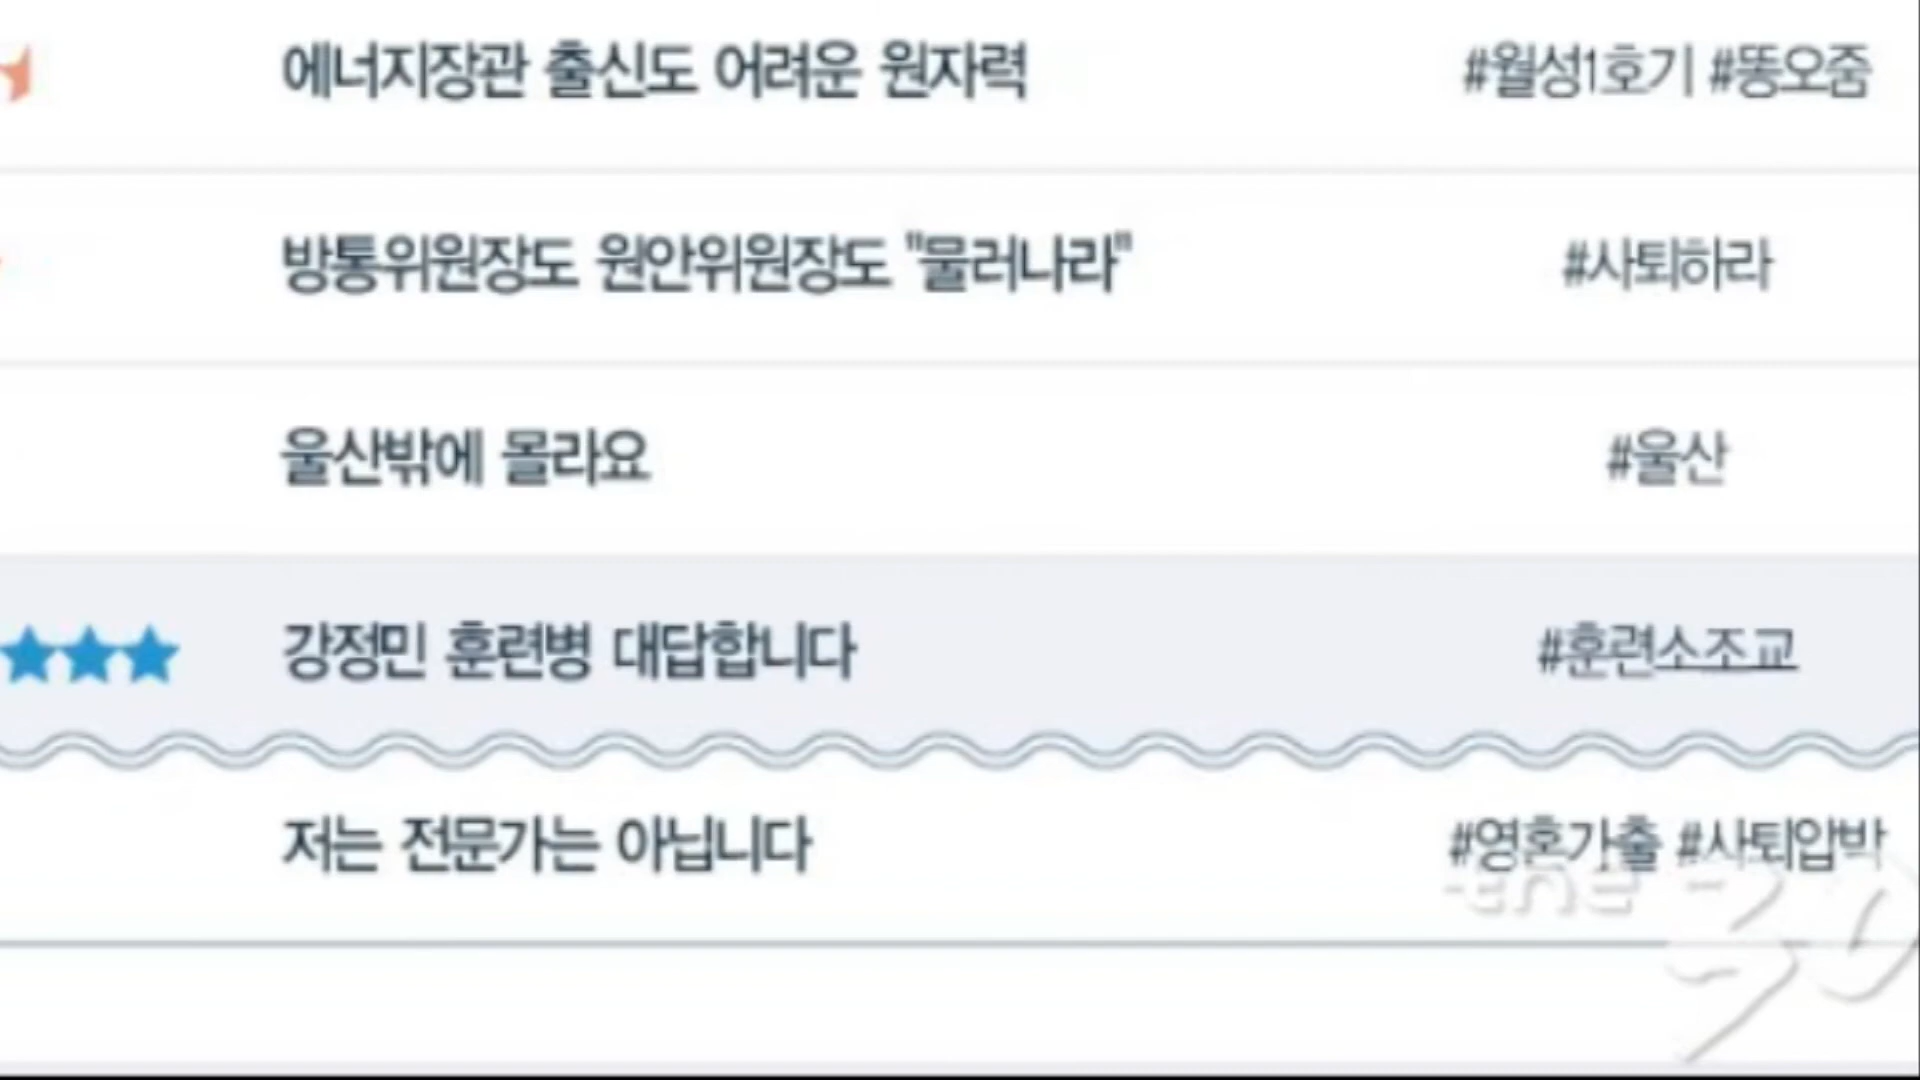 에너지장관 출신도 어려운 원자력 #월성1호기 #똥오줌
방통위원장도 원안위원장도 "물러나라" #사퇴하라
울산밖에 몰라요 #울산
강정민 훈련병 대답합니다 #훈련소조교
저는 전문가는 아닙니다 #영혼가출 #사퇴압박
the 30